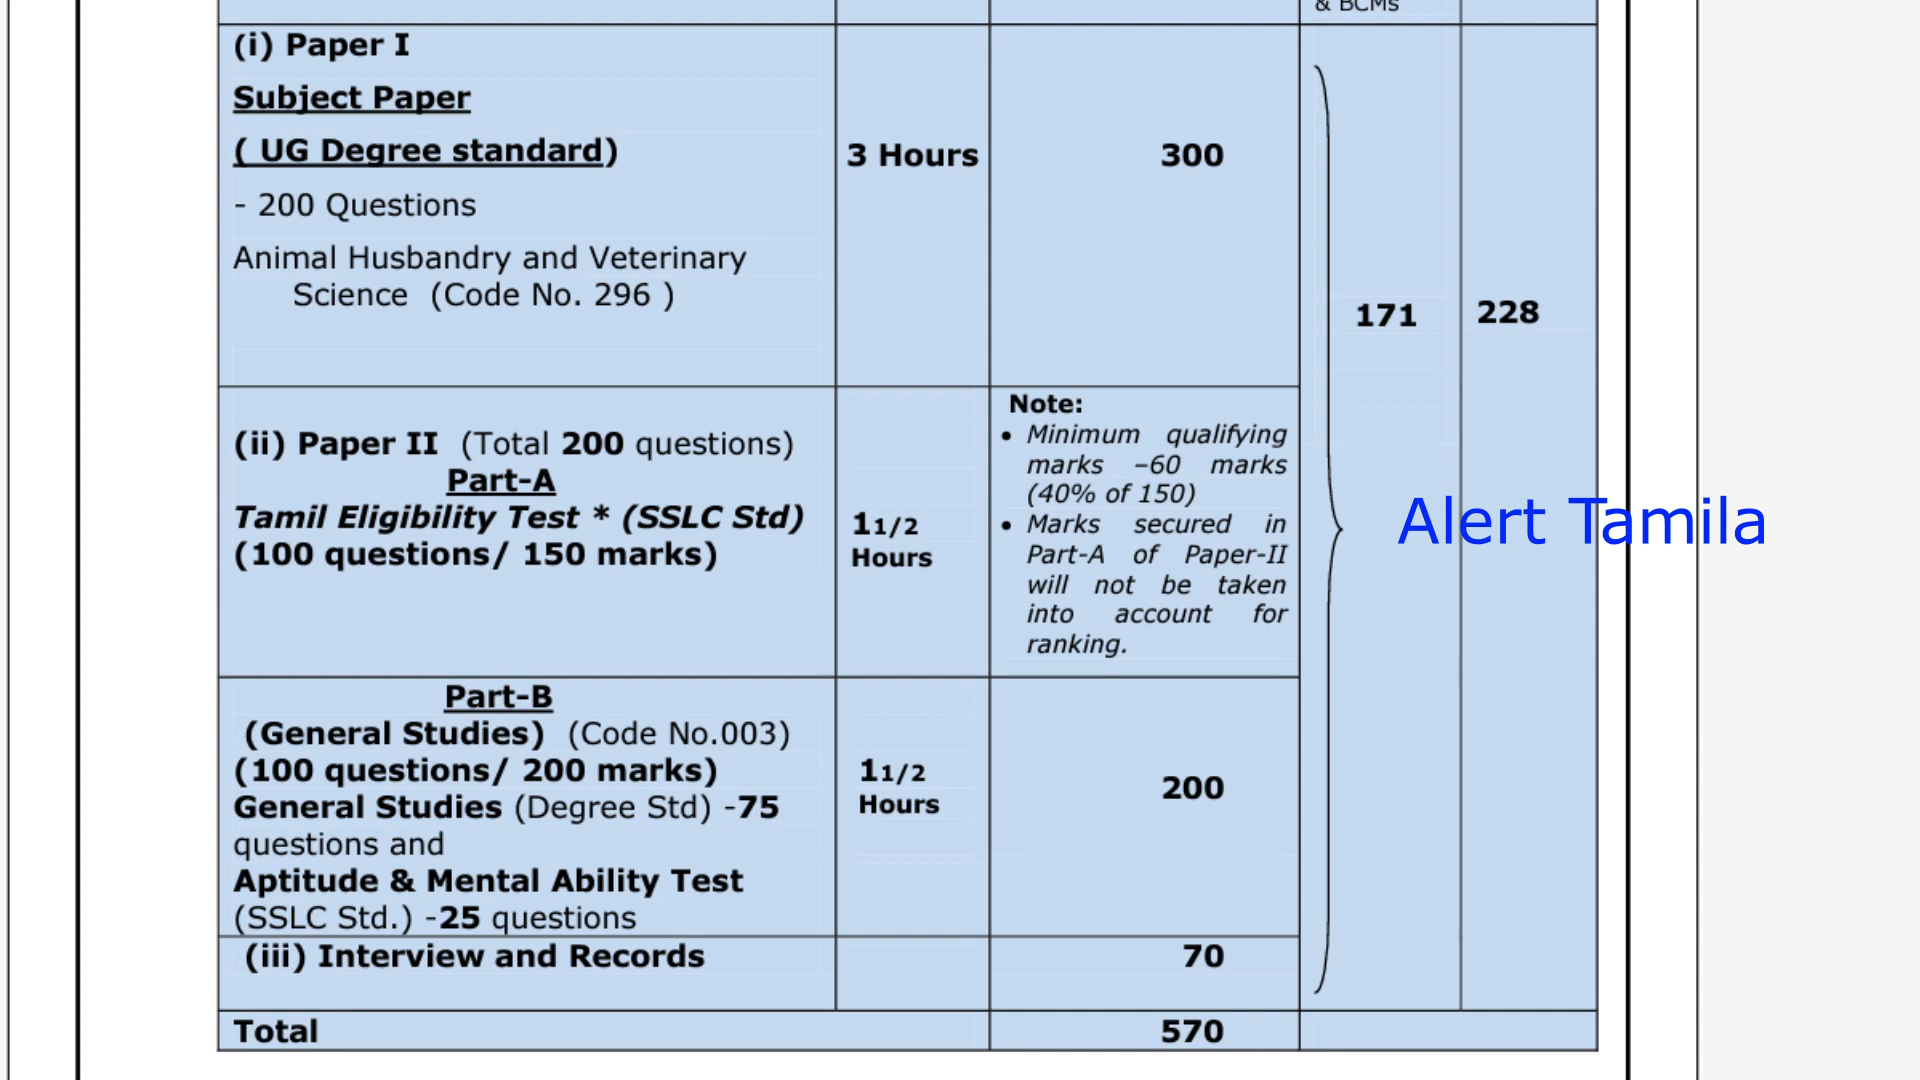 & BCMs
(i) Paper I
Subject Paper
( UG Degree standard)
- 200 Questions
Animal Husbandry and Veterinary
Science (Code No. 296 )
3 Hours
300
171
228
(ii) Paper II (Total 200 questions)
Part-A
Tamil Eligibility Test * (SSLC Std)
(100 questions/ 150 marks)
11/2
Hours
Note:
• Minimum qualifying
marks –60 marks
(40% of 150)
• Marks secured in
Part-A of Paper-II
will not be taken
into account for
ranking.
Alert Tamila
Part-B
(General Studies) (Code No.003)
(100 questions/ 200 marks)
General Studies (Degree Std) -75
questions and
Aptitude & Mental Ability Test
(SSLC Std.) -25 questions
11/2
Hours
200
(iii) Interview and Records
70
Total
570